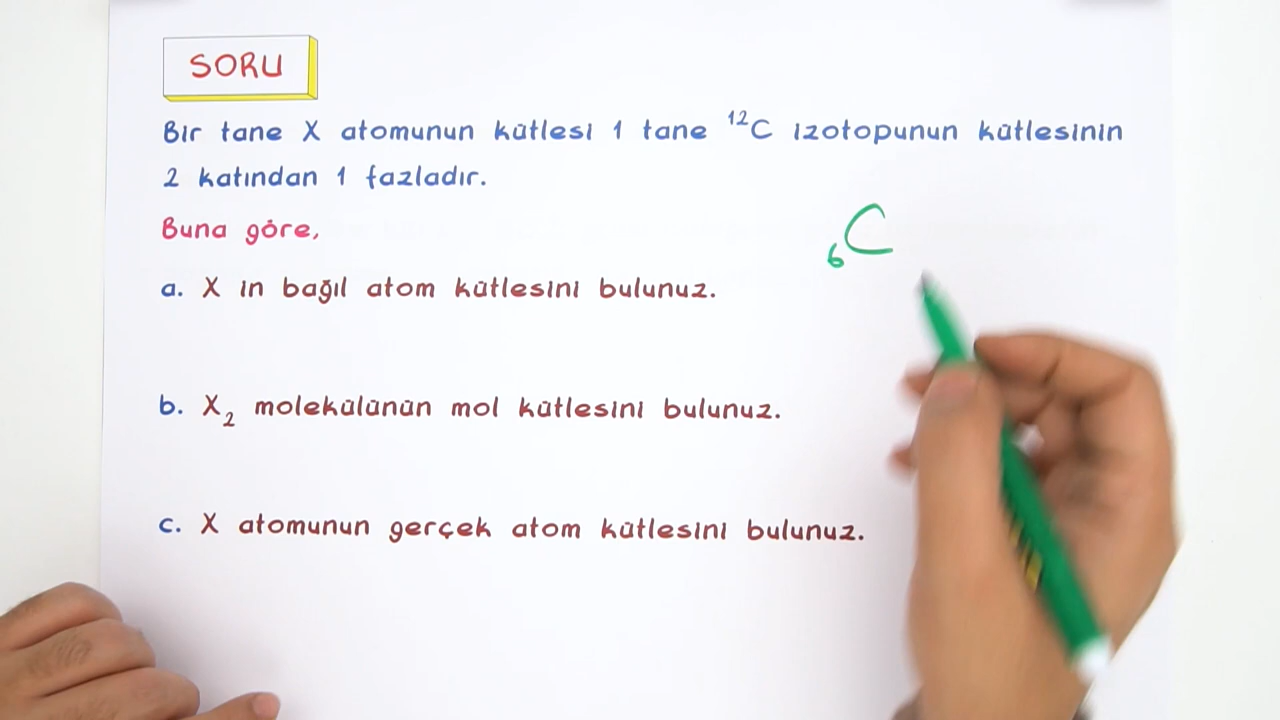 SORU
Bir tane X atomunun kütlesi 1 tane ¹²C izotopunun kütlesinin
2 katından 1 fazladır.
Buna göre,
₆C
a. X in bağıl atom kütlesini bulunuz.
b. X₂ molekülünün mol kütlesini bulunuz.
c. X atomunun gerçek atom kütlesini bulunuz.